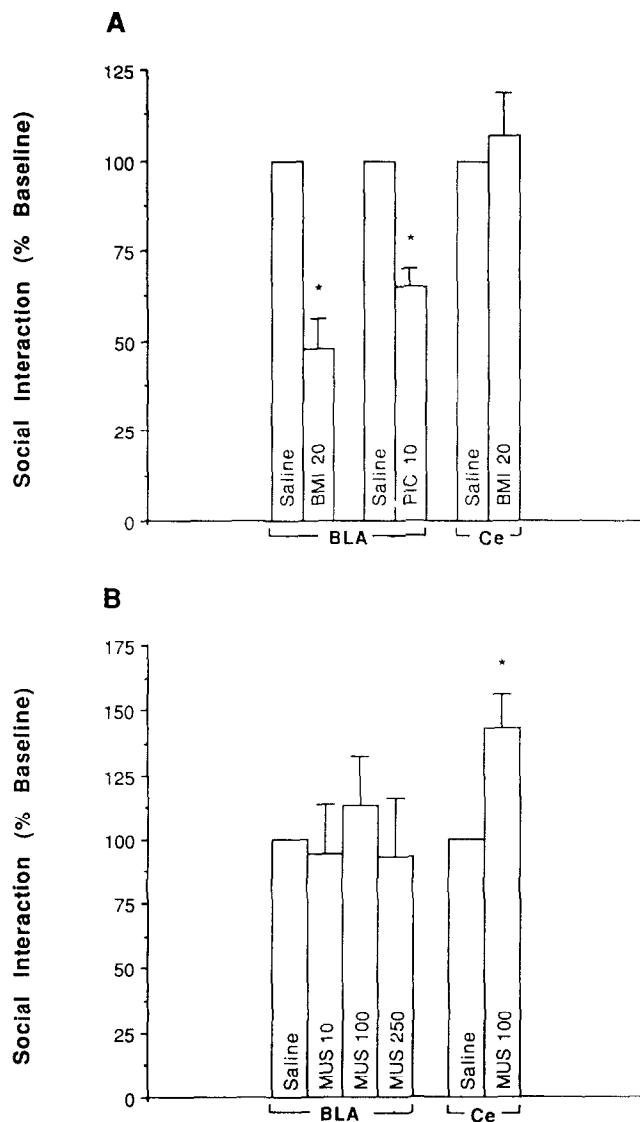 A
Social Interaction (% Baseline)
125
100
75
50
25
0
*
*
Saline
BMI 20
Saline
PIC 10
Saline
BMI 20
BLA
Ce
B
Social Interaction (% Baseline)
175
150
125
100
75
50
25
0
*
Saline
MUS 10
MUS 100
MUS 250
Saline
MUS 100
BLA
Ce